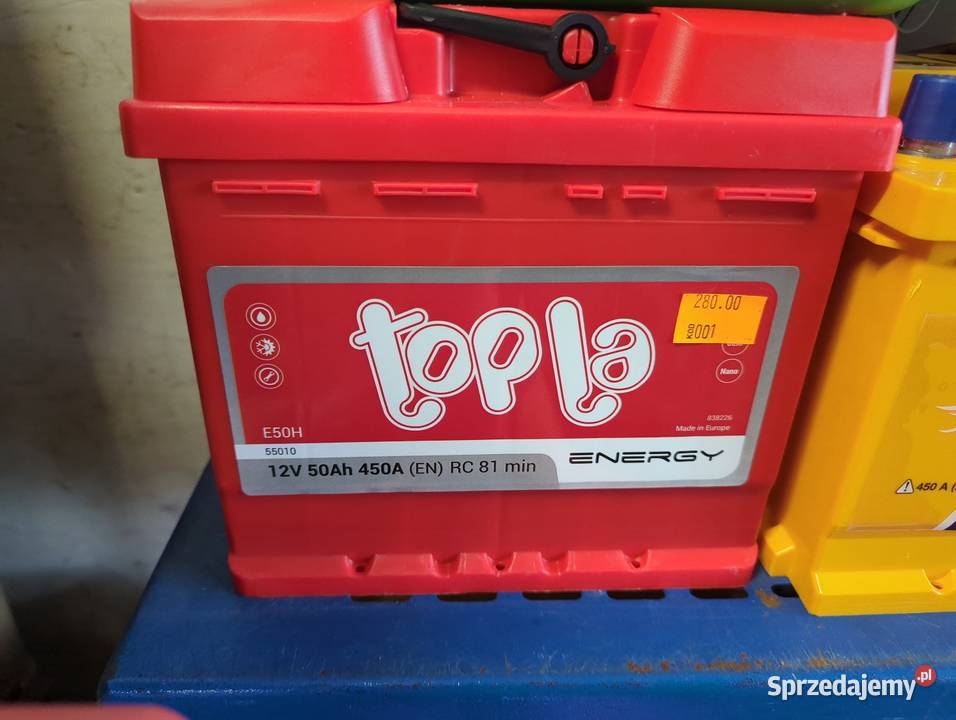 280.00
KOD
001
topla
Nano
838226
Made in Europe
E50H
55010
12V 50Ah 450A (EN) RC 81 min
ENERGY
450 A
Sprzedajemy.pl